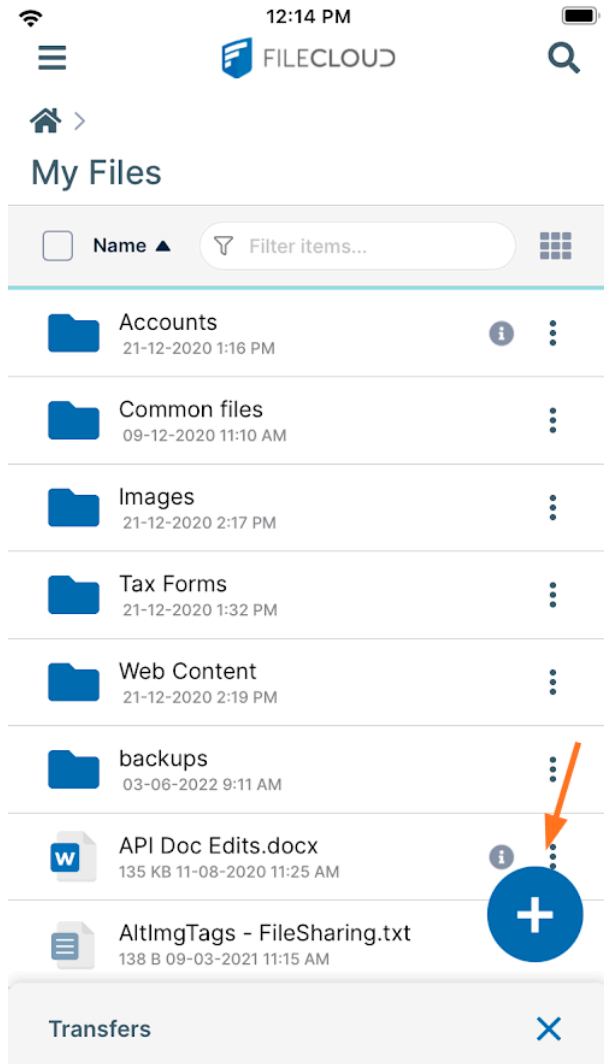 12:14 PM
FILECLOUD
My Files
Name ▲ Filter items...
Accounts
21-12-2020 1:16 PM
Common files
09-12-2020 11:10 AM
Images
21-12-2020 2:17 PM
Tax Forms
21-12-2020 1:32 PM
Web Content
21-12-2020 2:19 PM
backups
03-06-2022 9:11 AM
W
API Doc Edits.docx
135 KB 11-08-2020 11:25 AM
AltImgTags - FileSharing.txt
138 B 09-03-2021 11:15 AM
Transfers